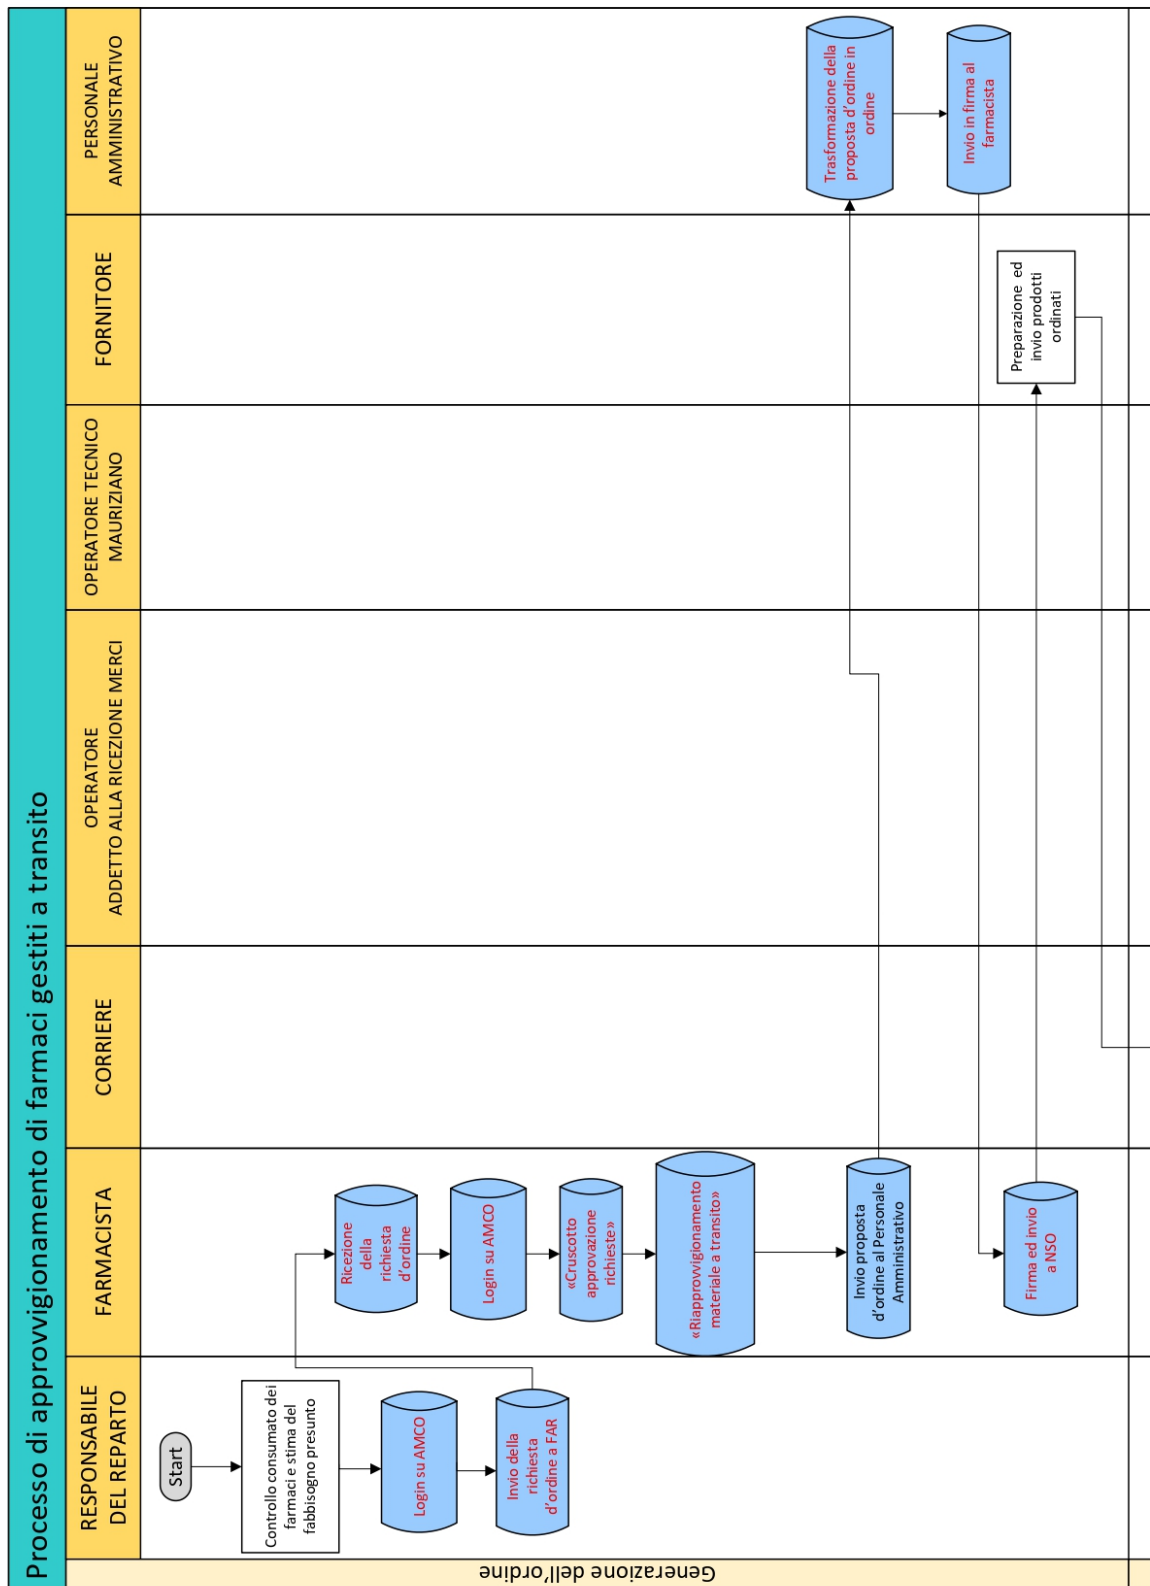 Processo di approvvigionamento di farmaci gestiti a transito
RESPONSABILE
DEL REPARTO
FARMACISTA
CORRIERE
OPERATORE
ADDETTO ALLA RICEZIONE MERCI
OPERATORE TECNICO
MAURIZIANO
FORNITORE
PERSONALE
AMMINISTRATIVO
Generazione dell'ordine
Start
Controllo consumato dei
farmaci e stima del
fabbisogno presunto
Login su AMCO
Invio della
richiesta
d'ordine a FAR
Ricezione
della
richiesta
d'ordine
Login su AMCO
«Cruscotto
approvazione
richieste»
«Riapprovvigionamento
materiale a transito»
Invio proposta
d'ordine al Personale
Amministrativo
Trasformazione della
proposta d'ordine in
ordine
Invio in firma al
farmacista
Firma ed invio
a NSO
Preparazione ed
invio prodotti
ordinati